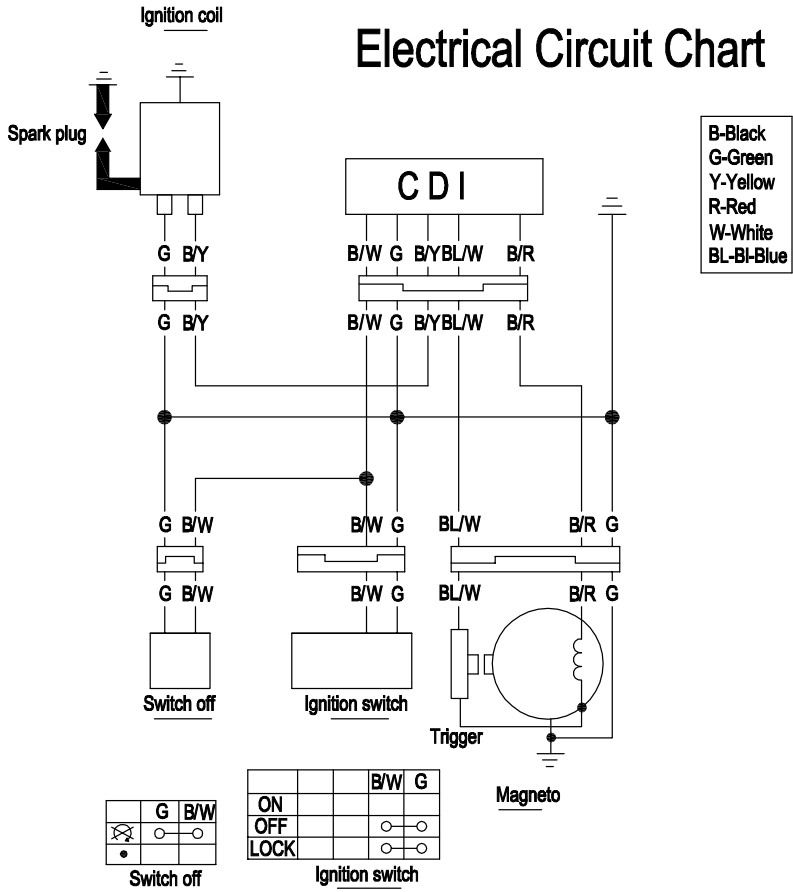 Ignition coil
Electrical Circuit Chart
Spark plug
B-Black
G-Green
Y-Yellow
R-Red
W-White
BL-Bl-Blue
CDI
G B/Y
B/W G B/Y BL/W B/R
G B/Y
B/W G B/Y BL/W B/R
G B/W
B/W G
BL/W B/R G
G B/W
B/W G
BL/W B/R G
Switch off
Ignition switch
Trigger
Magneto
G B/W
Switch off
B/W G
ON
OFF
LOCK
Ignition switch